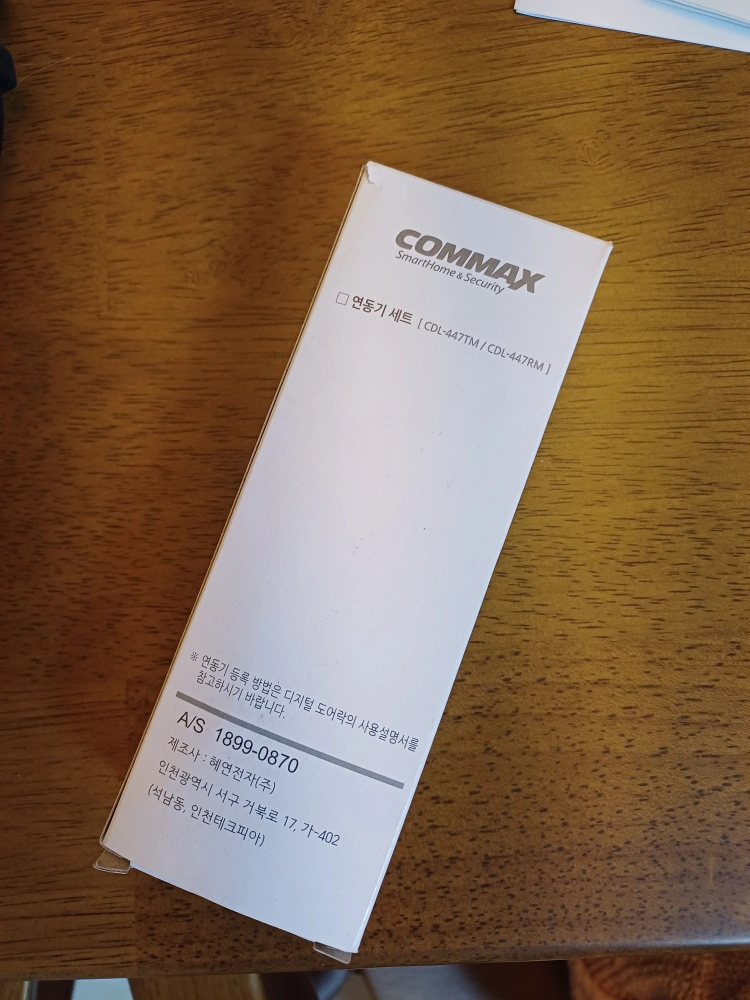 COMMAX
SmartHome & Security
□ 연동기 세트 [ CDL-447TM / CDL-447RM ]
※ 연동기 등록 방법은 디지털 도어락의 사용설명서를
참고하시기 바랍니다.
A/S 1899-0870
제조사 : 혜연전자(주)
인천광역시 서구 거북로 17, 가-402
(석남동, 인천테크피아)